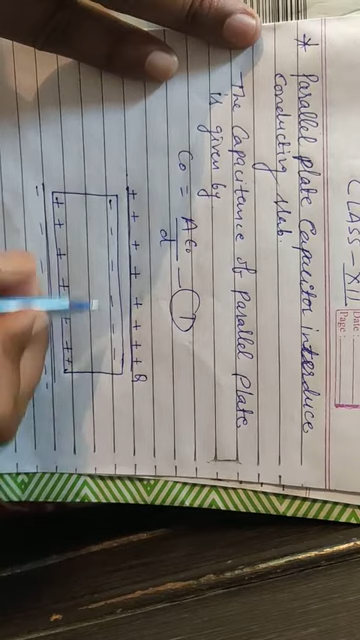 CLASS-XII
Date :
Page :
* Parallel plate Capacitor interduce
Conducting slab.
The Capacitance of Parallel Plate
is given by
C₀ = Aε₀/d — (1)
+ + + + + + + + +
- - - - - -
+ + + + + + + +
- - - - -